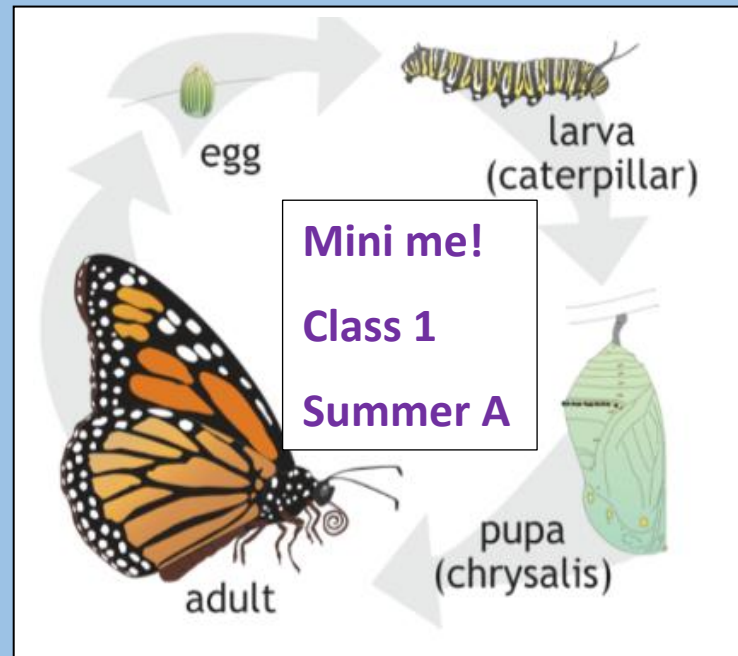 egg
larva
(caterpillar)
Mini me!
Class 1
Summer A
pupa
(chrysalis)
adult